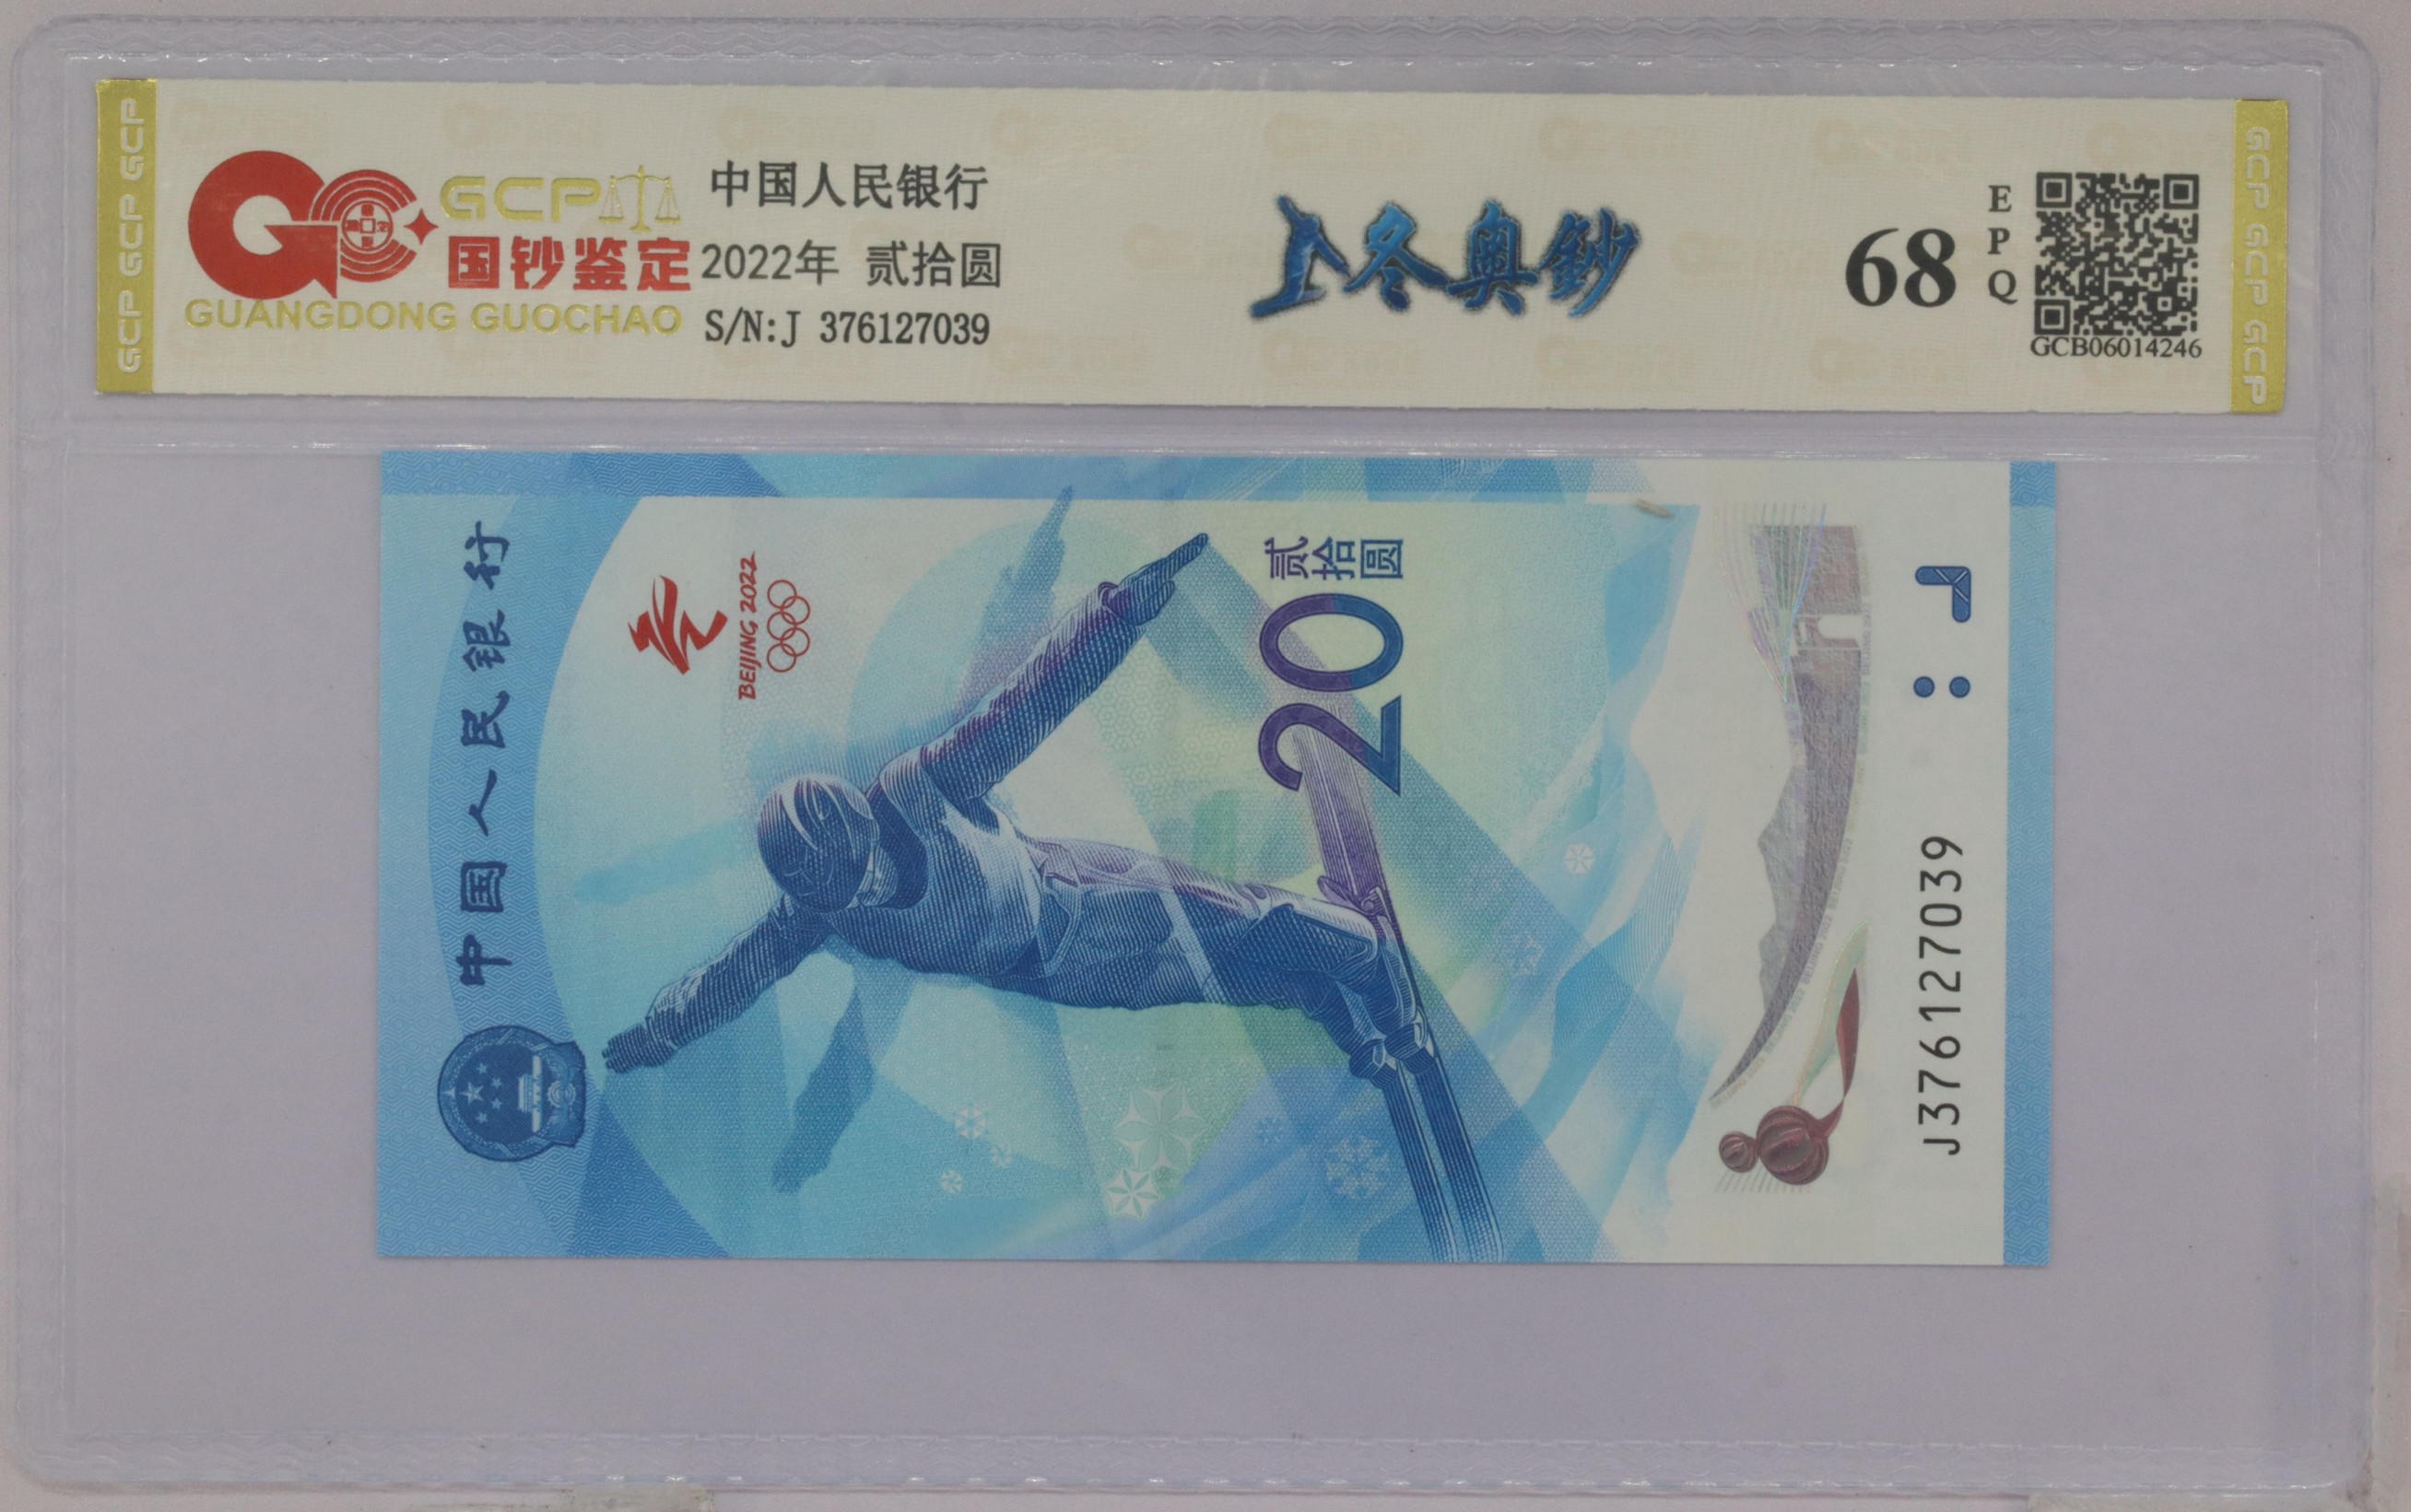 GCP GCP GCP
GCP
国钞鉴定
GUANGDONG GUOCHAO
中国人民银行
2022年 贰拾圆
S/N:J 376127039
冬奥鈔
68
EPQ
GCB06014246
GCP GCP GCP
中国人民银行
BEIJING 2022
贰拾圆
20
J376127039